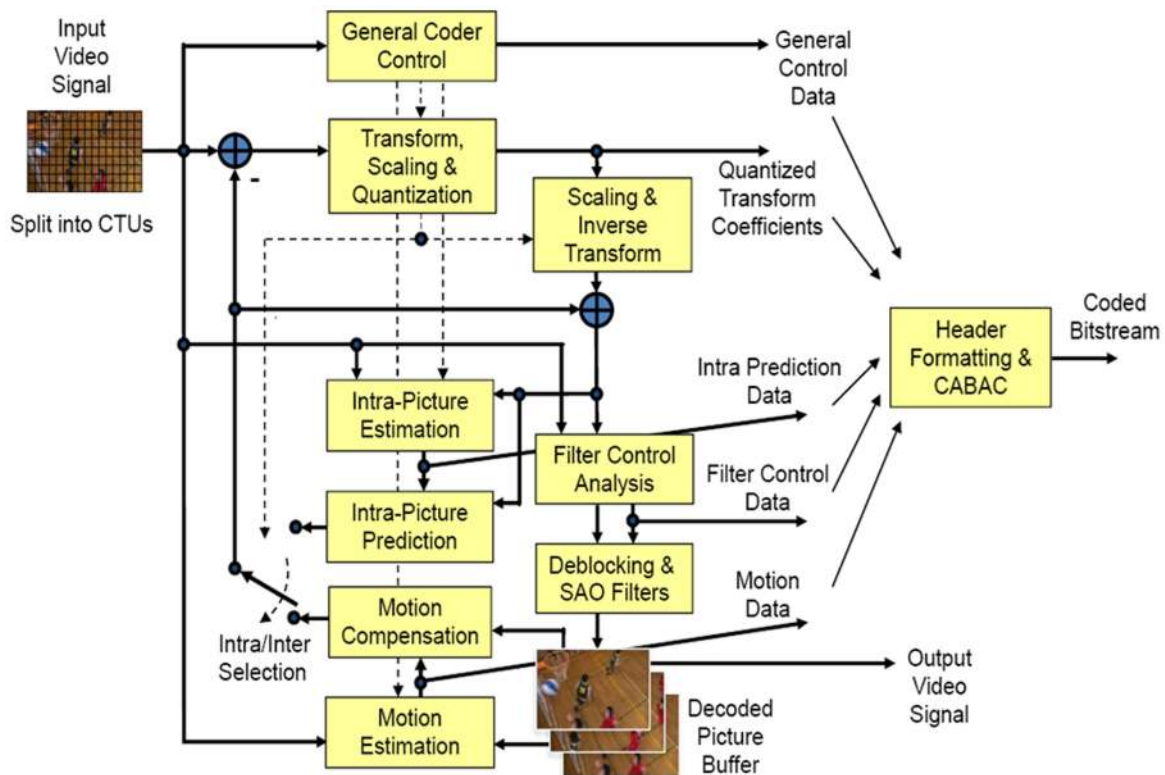 Input
Video
Signal
Split into CTUs
General Coder
Control
Transform,
Scaling &
Quantization
Scaling &
Inverse
Transform
-
Intra-Picture
Estimation
Intra-Picture
Prediction
Filter Control
Analysis
Deblocking &
SAO Filters
Motion
Compensation
Motion
Estimation
Intra/Inter
Selection
Decoded
Picture
Buffer
General
Control
Data
Quantized
Transform
Coefficients
Intra Prediction
Data
Filter Control
Data
Motion
Data
Header
Formatting &
CABAC
Coded
Bitstream
Output
Video
Signal